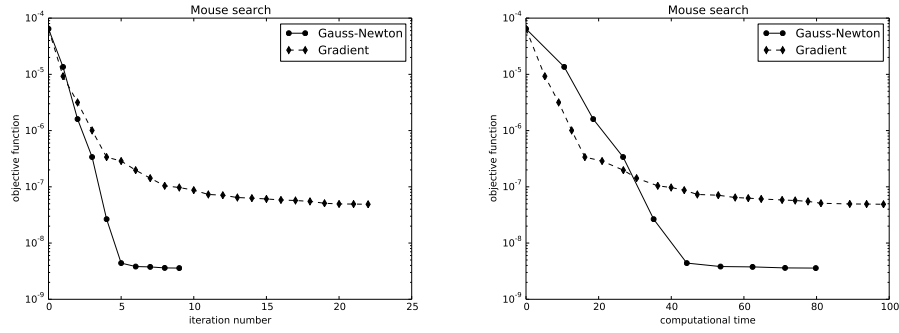 Mouse search
10^-4
10^-5
10^-6
10^-7
10^-8
10^-9
objective function
Gauss-Newton
Gradient
0 5 10 15 20 25
iteration number
Mouse search
10^-4
10^-5
10^-6
10^-7
10^-8
10^-9
objective function
Gauss-Newton
Gradient
0 20 40 60 80 100
computational time